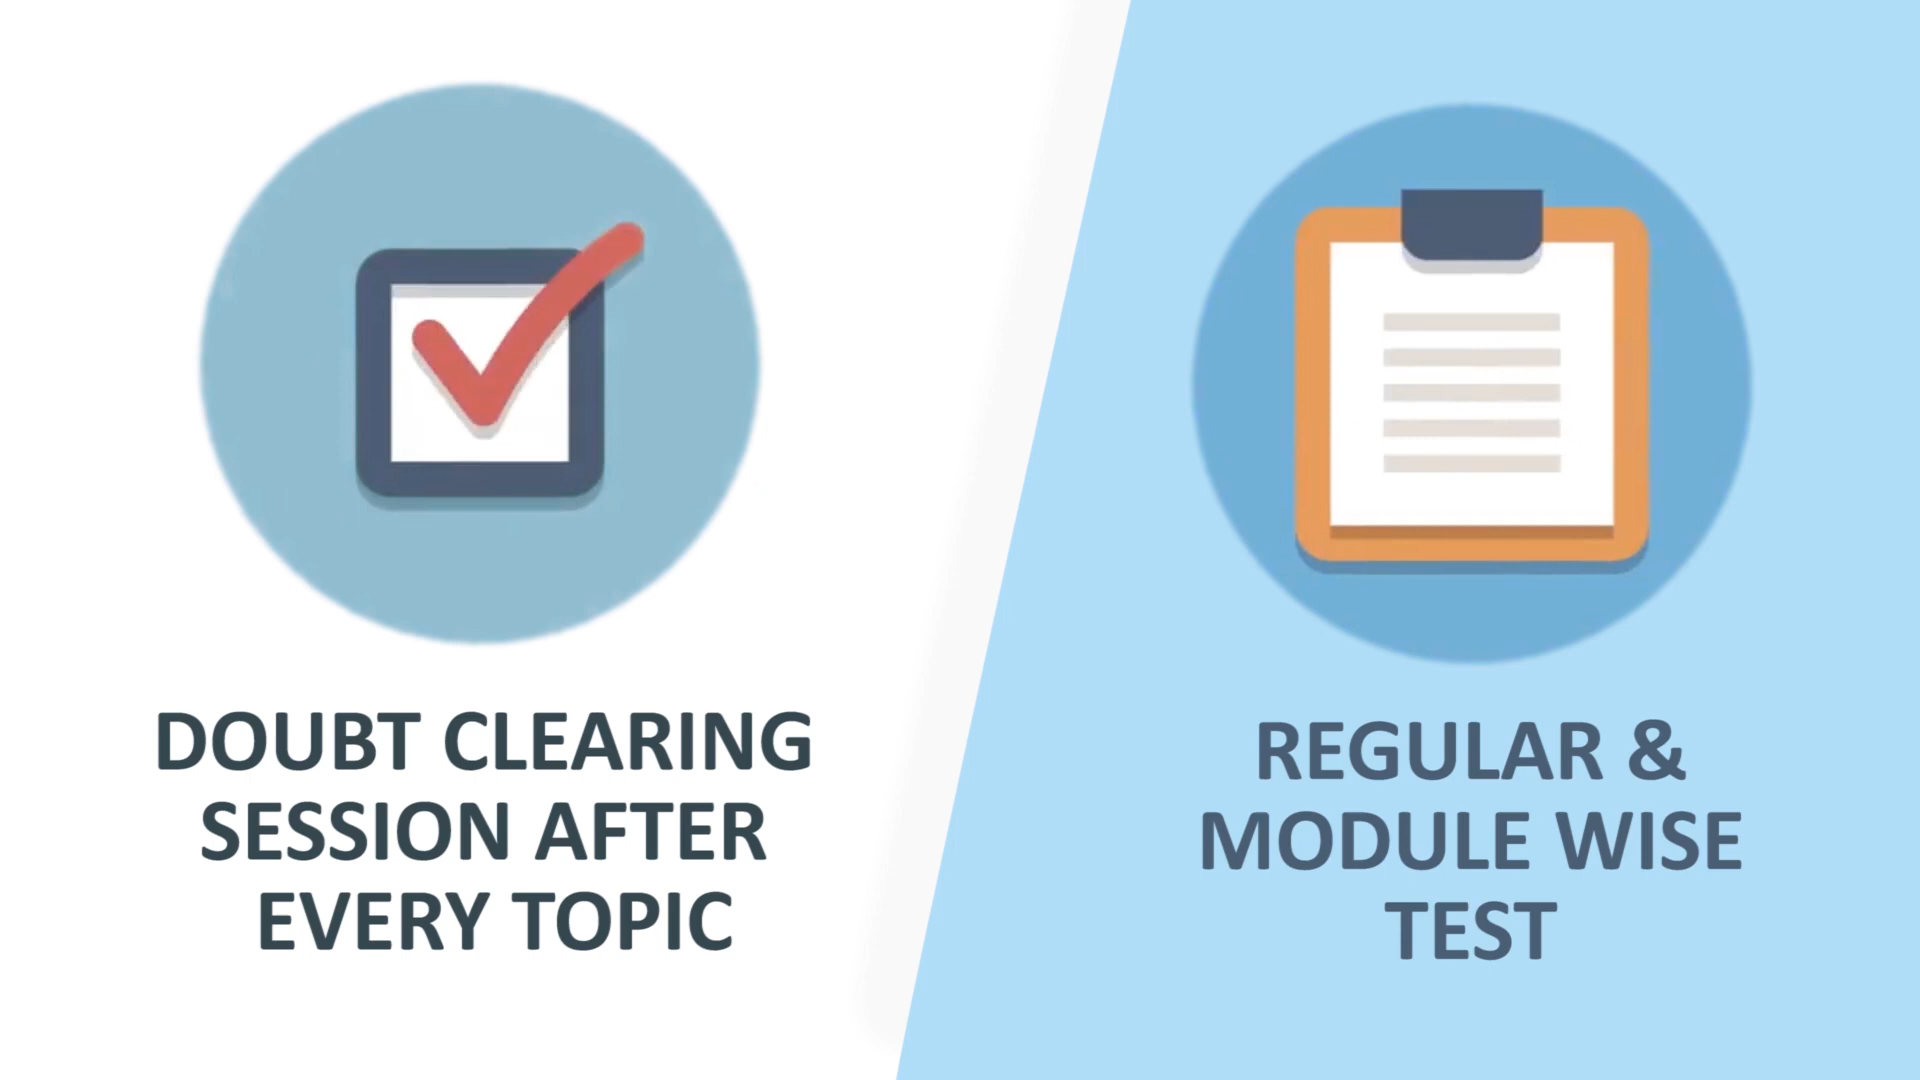 DOUBT CLEARING
SESSION AFTER
EVERY TOPIC
REGULAR &
MODULE WISE
TEST